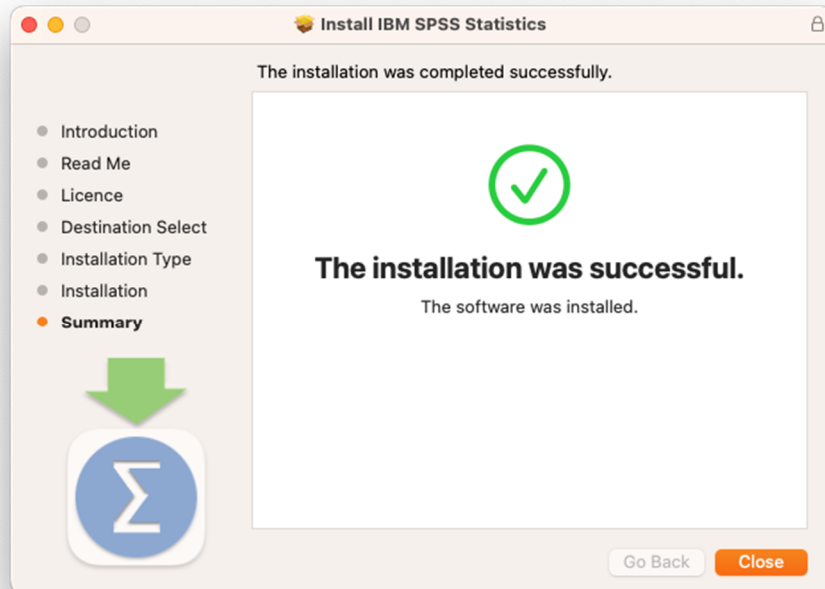 Install IBM SPSS Statistics
The installation was completed successfully.
Introduction
Read Me
Licence
Destination Select
Installation Type
Installation
Summary
The installation was successful.
The software was installed.
Σ
Go Back
Close